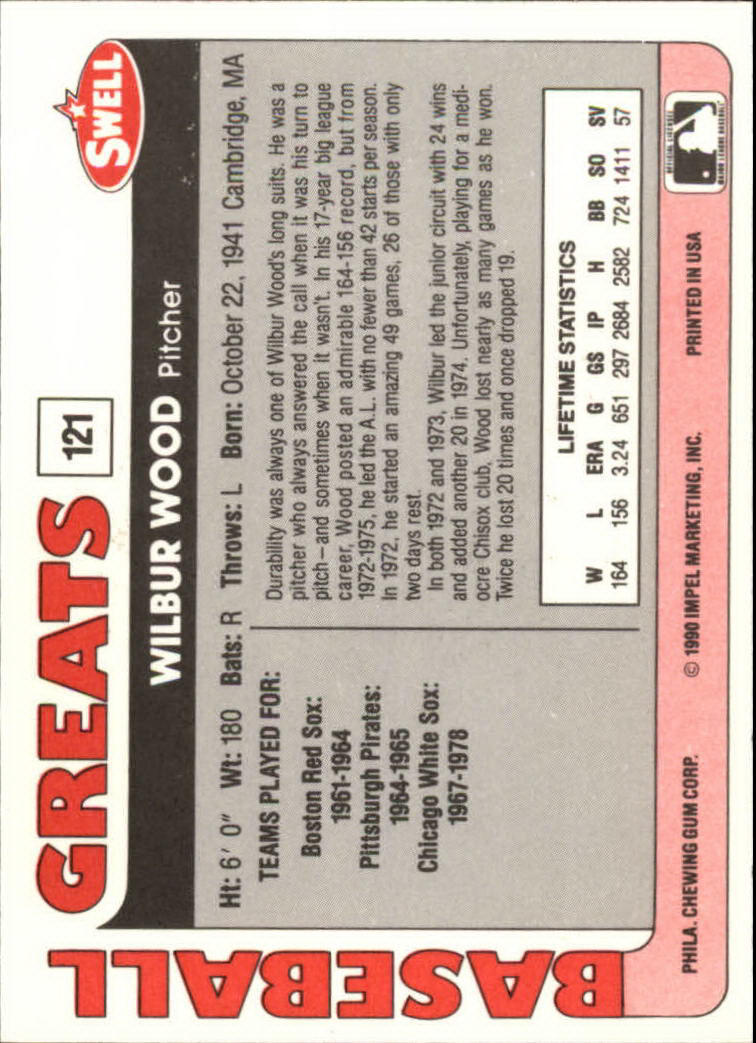 BASEBALL
GREATS
121
SWELL
WILBUR WOOD Pitcher
Ht: 6' 0" Wt: 180 Bats: R Throws: L Born: October 22, 1941 Cambridge, MA
TEAMS PLAYED FOR:
Boston Red Sox:
1961-1964
Pittsburgh Pirates:
1964-1965
Chicago White Sox:
1967-1978
Durability was always one of Wilbur Wood's long suits. He was a
pitcher who always answered the call when it was his turn to
pitch–and sometimes when it wasn't. In his 17-year big league
career, Wood posted an admirable 164-156 record, but from
1972-1975, he led the A.L. with no fewer than 42 starts per season.
In 1972, he started an amazing 49 games, 26 of those with only
two days rest.
In both 1972 and 1973, Wilbur led the junior circuit with 24 wins
and added another 20 in 1974. Unfortunately, playing for a medi-
ocre Chisox club, Wood lost nearly as many games as he won.
Twice he lost 20 times and once dropped 19.
LIFETIME STATISTICS
W L ERA G GS IP H BB SO SV
164 156 3.24 651 297 2684 2582 724 1411 57
PHILA. CHEWING GUM CORP. © 1990 IMPEL MARKETING, INC. PRINTED IN USA
OFFICIAL LICENSEE
MAJOR LEAGUE BASEBALL